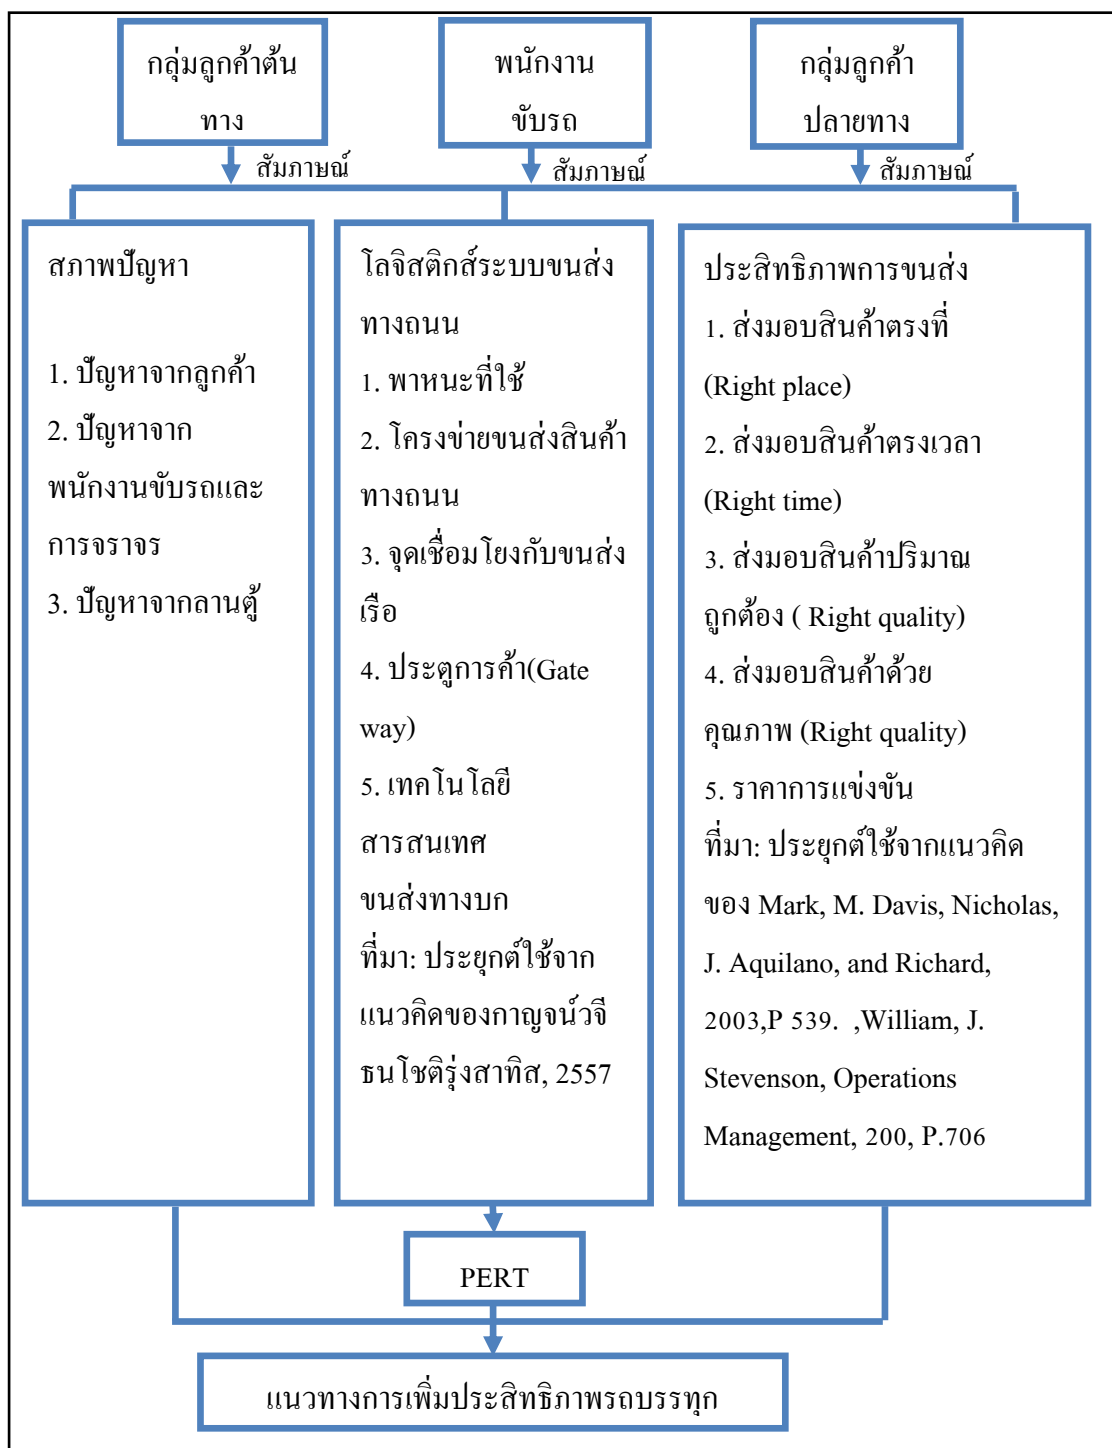 กลุ่มลูกค้าต้น
ทาง
พนักงาน
ขับรถ
กลุ่มลูกค้า
ปลายทาง
สัมภาษณ์
สัมภาษณ์
สัมภาษณ์
สภาพปัญหา
1. ปัญหาจากลูกค้า
2. ปัญหาจาก
พนักงานขับรถและ
การจราจร
3. ปัญหาจากลานตู้
โลจิสติกส์ระบบขนส่ง
ทางถนน
1. พาหนะที่ใช้
2. โครงข่ายขนส่งสินค้า
ทางถนน
3. จุดเชื่อมโยงกับขนส่ง
เรือ
4. ประตูการค้า(Gate
way)
5. เทคโนโลยี
สารสนเทศ
ขนส่งทางบก
ที่มา: ประยุกต์ใช้จาก
แนวคิดของกาญจน์วจี
ธนโชติรุ่งสาทิส, 2557
ประสิทธิภาพการขนส่ง
1. ส่งมอบสินค้าตรงที่
(Right place)
2. ส่งมอบสินค้าตรงเวลา
(Right time)
3. ส่งมอบสินค้าปริมาณ
ถูกต้อง ( Right quality)
4. ส่งมอบสินค้าด้วย
คุณภาพ (Right quality)
5. ราคาการแข่งขัน
ที่มา: ประยุกต์ใช้จากแนวคิด
ของ Mark, M. Davis, Nicholas,
J. Aquilano, and Richard,
2003,P 539. ,William, J.
Stevenson, Operations
Management, 200, P.706
PERT
แนวทางการเพิ่มประสิทธิภาพรถบรรทุก